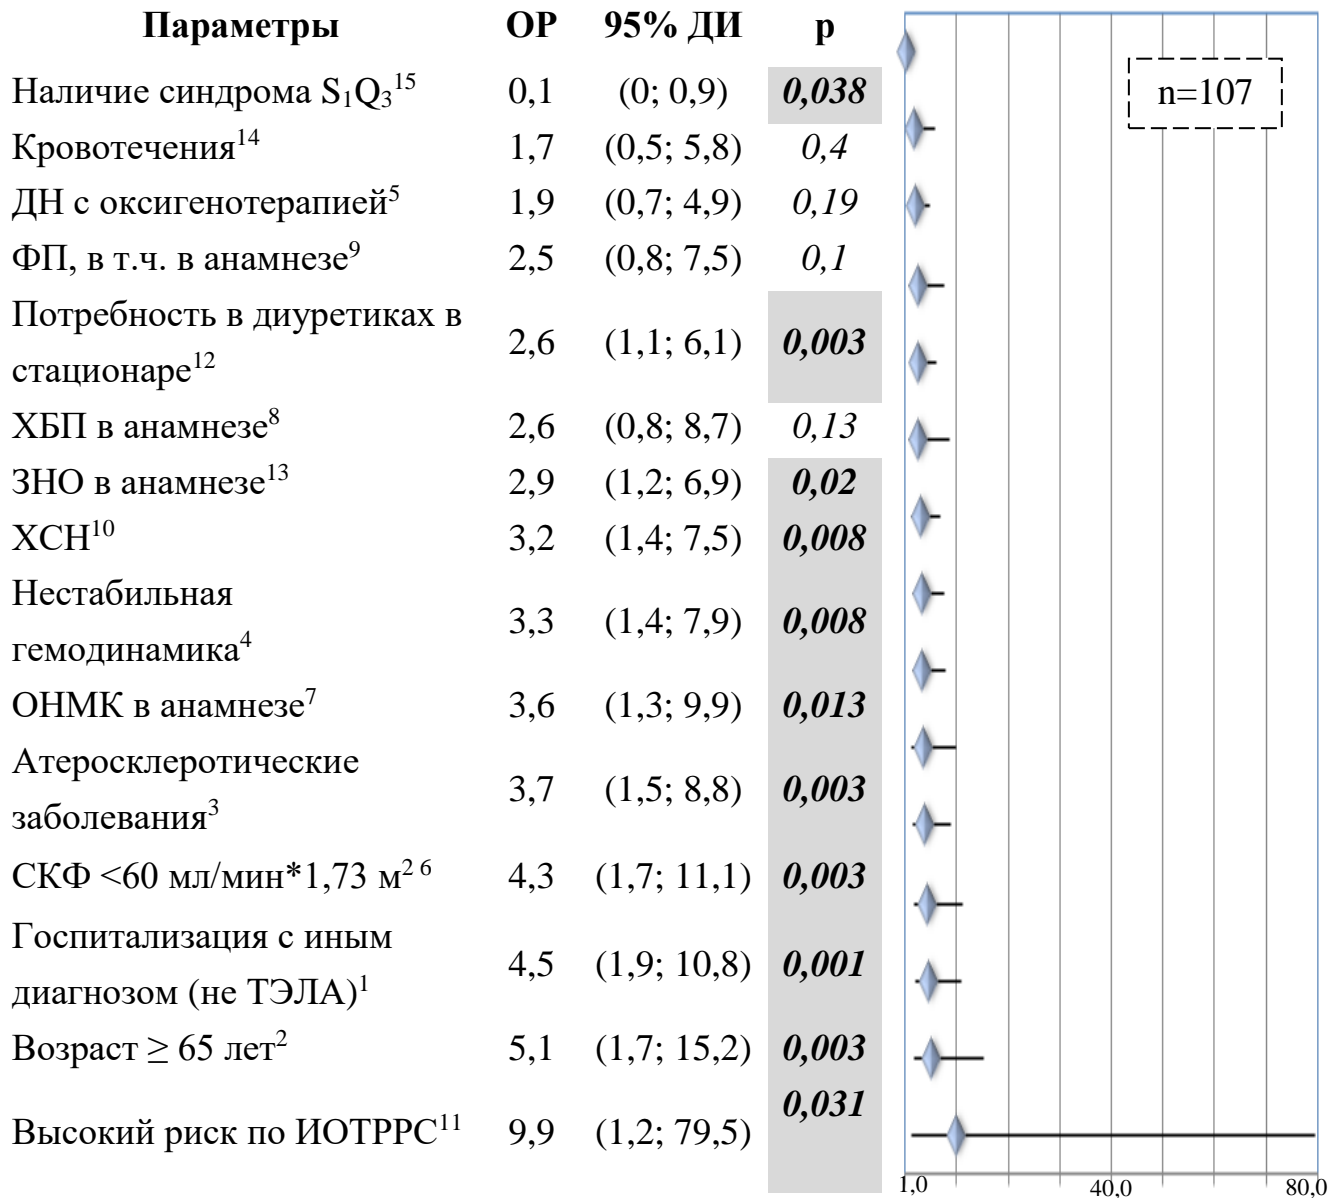 Параметры ОР 95% ДИ p
Наличие синдрома S₁Q₃¹⁵ 0,1 (0; 0,9) 0,038
n=107
Кровотечения¹⁴ 1,7 (0,5; 5,8) 0,4
ДН с оксигенотерапией⁵ 1,9 (0,7; 4,9) 0,19
ФП, в т.ч. в анамнезе⁹ 2,5 (0,8; 7,5) 0,1
Потребность в диуретиках в
стационаре¹² 2,6 (1,1; 6,1) 0,003
ХБП в анамнезе⁸ 2,6 (0,8; 8,7) 0,13
ЗНО в анамнезе¹³ 2,9 (1,2; 6,9) 0,02
ХСН¹⁰ 3,2 (1,4; 7,5) 0,008
Нестабильная
гемодинамика⁴ 3,3 (1,4; 7,9) 0,008
ОНМК в анамнезе⁷ 3,6 (1,3; 9,9) 0,013
Атеросклеротические
заболевания³ 3,7 (1,5; 8,8) 0,003
СКФ <60 мл/мин*1,73 м² ⁶ 4,3 (1,7; 11,1) 0,003
Госпитализация с иным
диагнозом (не ТЭЛА)¹ 4,5 (1,9; 10,8) 0,001
Возраст ≥ 65 лет² 5,1 (1,7; 15,2) 0,003
Высокий риск по ИОТРРС¹¹ 9,9 (1,2; 79,5) 0,031
1,0 40,0 80,0